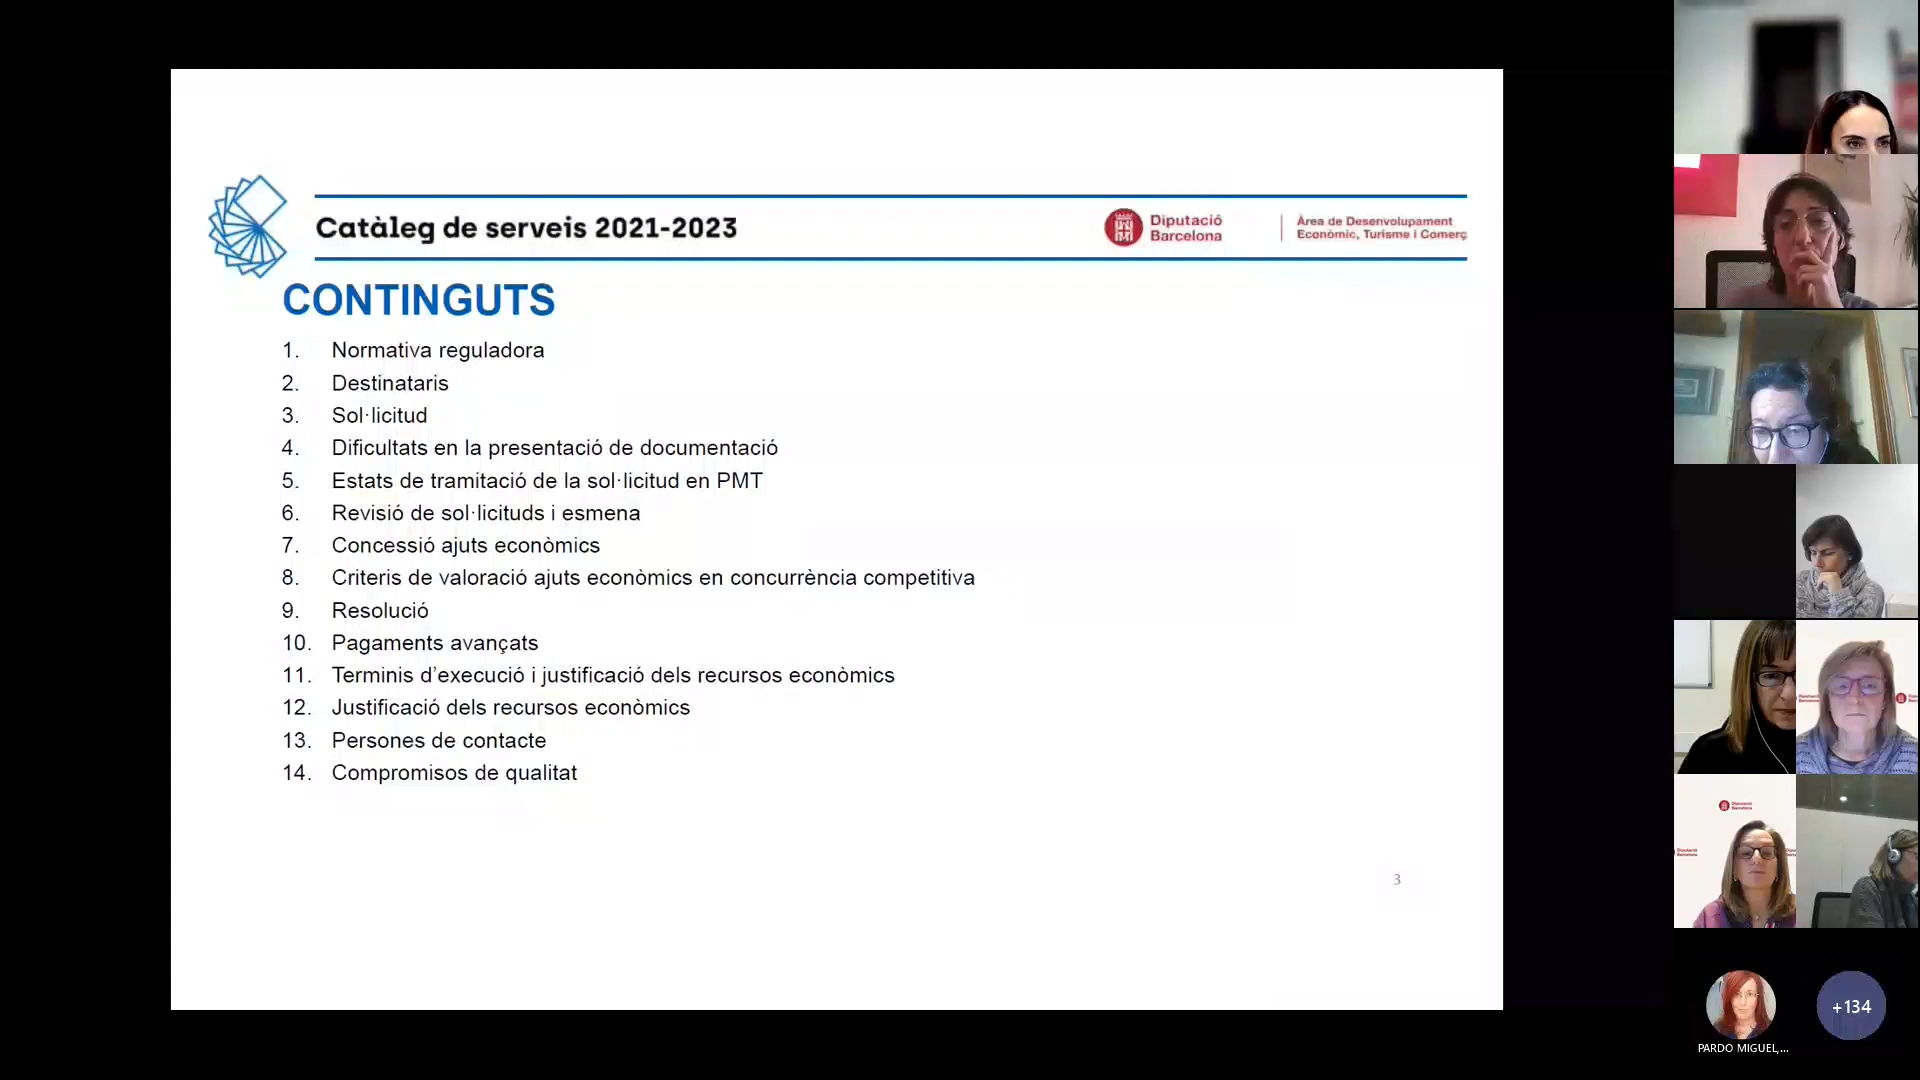 Catàleg de serveis 2021-2023
Diputació
Barcelona
Àrea de Desenvolupament
Econòmic, Turisme i Comerç
CONTINGUTS
1. Normativa reguladora
2. Destinataris
3. Sol·licitud
4. Dificultats en la presentació de documentació
5. Estats de tramitació de la sol·licitud en PMT
6. Revisió de sol·licituds i esmena
7. Concessió ajuts econòmics
8. Criteris de valoració ajuts econòmics en concurrència competitiva
9. Resolució
10. Pagaments avançats
11. Terminis d'execució i justificació dels recursos econòmics
12. Justificació dels recursos econòmics
13. Persones de contacte
14. Compromisos de qualitat
3
Diputació
Barcelona
+134
PARDO MIGUEL,...